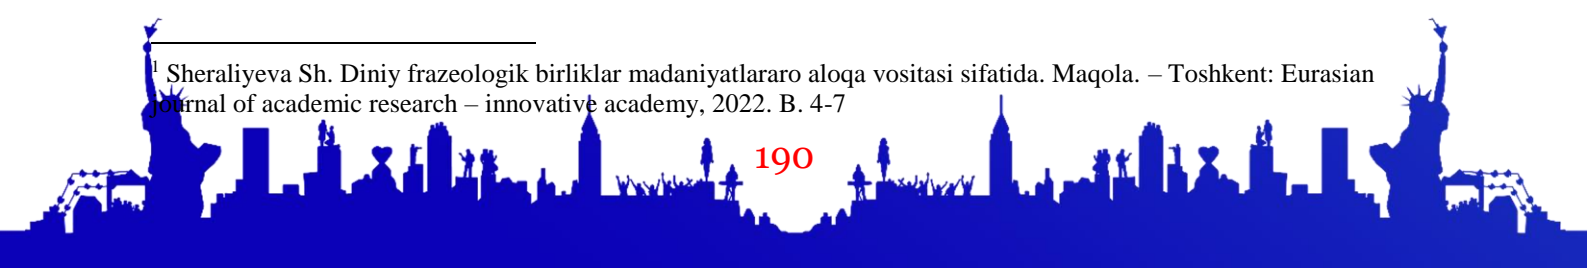 1 Sheraliyeva Sh. Diniy frazeologik birliklar madaniyatlararo aloqa vositasi sifatida. Maqola. – Toshkent: Eurasian
journal of academic research – innovative academy, 2022. B. 4-7
190